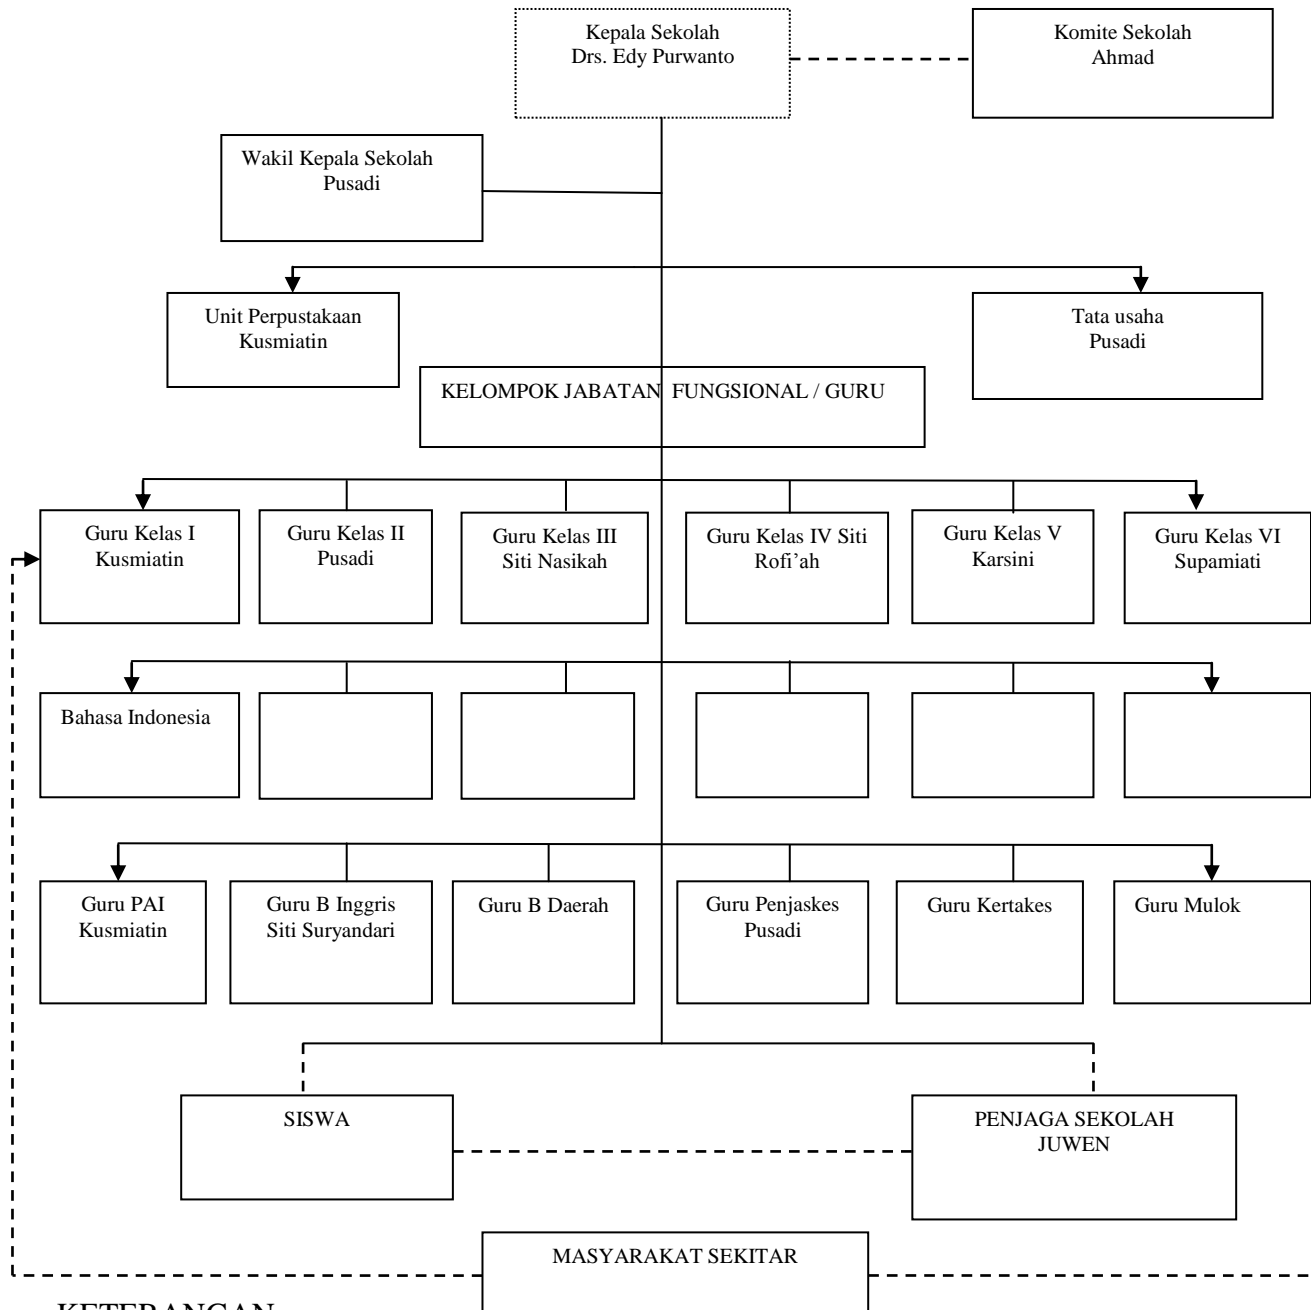 Kepala Sekolah
Drs. Edy Purwanto
Komite Sekolah
Ahmad
Wakil Kepala Sekolah
Pusadi
Unit Perpustakaan
Kusmiatin
Tata usaha
Pusadi
KELOMPOK JABATAN FUNGSIONAL / GURU
Guru Kelas I
Kusmiatin
Guru Kelas II
Pusadi
Guru Kelas III
Siti Nasikah
Guru Kelas IV Siti
Rofi’ah
Guru Kelas V
Karsini
Guru Kelas VI
Supamiati
Bahasa Indonesia
Guru PAI
Kusmiatin
Guru B Inggris
Siti Suryandari
Guru B Daerah
Guru Penjaskes
Pusadi
Guru Kertakes
Guru Mulok
SISWA
PENJAGA SEKOLAH
JUWEN
MASYARAKAT SEKITAR
KETERANGAN